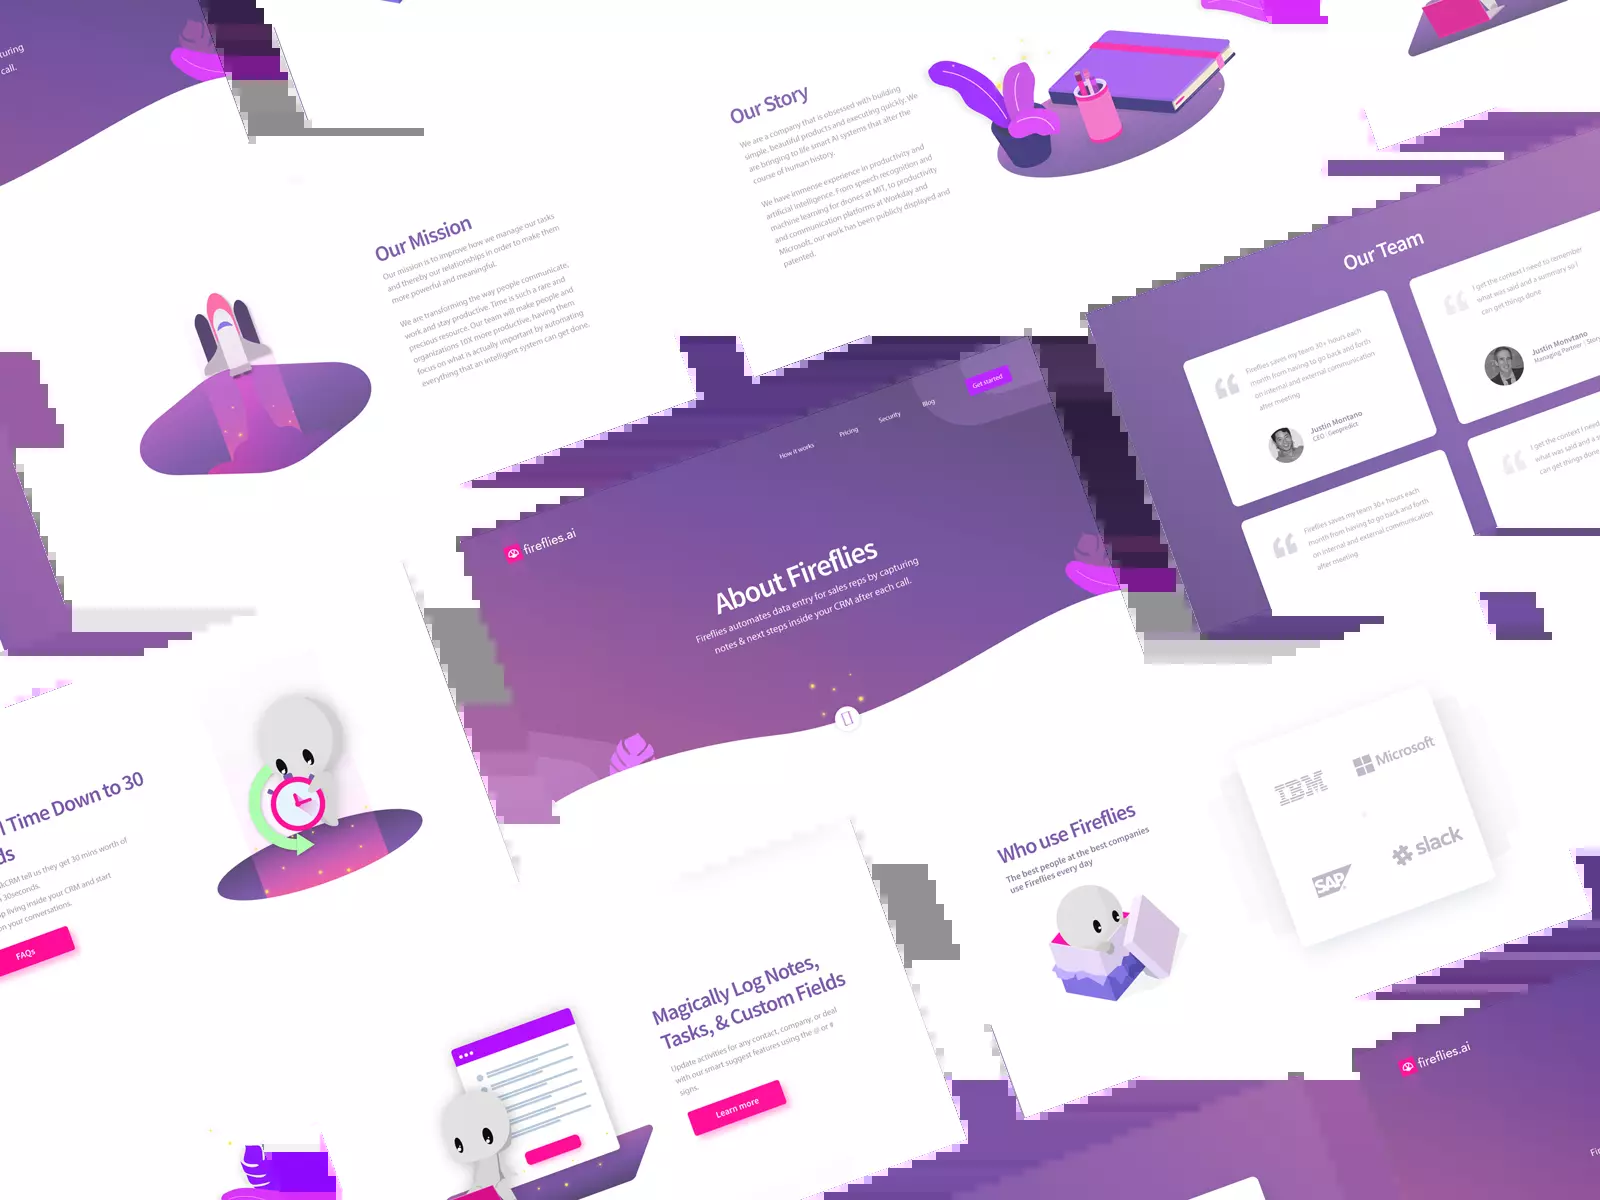 turing
call.
Our Story
We are a company that is obsessed with building
simple, beautiful products and executing quickly. We
are bringing to life smart AI systems that alter the
course of human history.
We have immense experience in productivity and
artificial intelligence. From speech recognition and
machine learning for drones at MIT, to productivity
and communication platforms at Workday and
Microsoft, our work has been publicly displayed and
patented.
Our Mission
Our mission is to improve how we manage our tasks
and thereby our relationships in order to make them
more powerful and meaningful.
We are transforming the way people communicate,
work and stay productive. Time is such a rare and
precious resource. Our team will make people and
organizations 10X more productive, having them
focus on what is actually important by automating
everything that an intelligent system can get done.
Our Team
Fireflies saves my team 30+ hours each
month from having to go back and forth
on internal and external communication
after meeting
Justin Montano
CEO Geopredict
I get the context I need to remember
what was said and a summary so I
can get things done
Justin Monvtano
Managing Partner Story
Fireflies saves my team 30+ hours each
month from having to go back and forth
on internal and external communication
after meeting
I get the context I need
what was said and a
can get things done
How it works
Pricing
Security
Blog
Get started
fireflies.ai
About Fireflies
Fireflies automates data entry for sales reps by capturing
notes & next steps inside your CRM after each call.
l Time Down to 30
ds
CRM tell us they get 30 mins worth of
30seconds.
p living inside your CRM and start
on your conversations.
FAQs
Magically Log Notes,
Tasks, & Custom Fields
Update activities for any contact, company, or deal
with our smart suggest features using the @ or #
signs.
Learn more
Who use Fireflies
The best people at the best companies
use Fireflies every day
IBM
Microsoft
SAP
slack
fireflies.ai
Fi